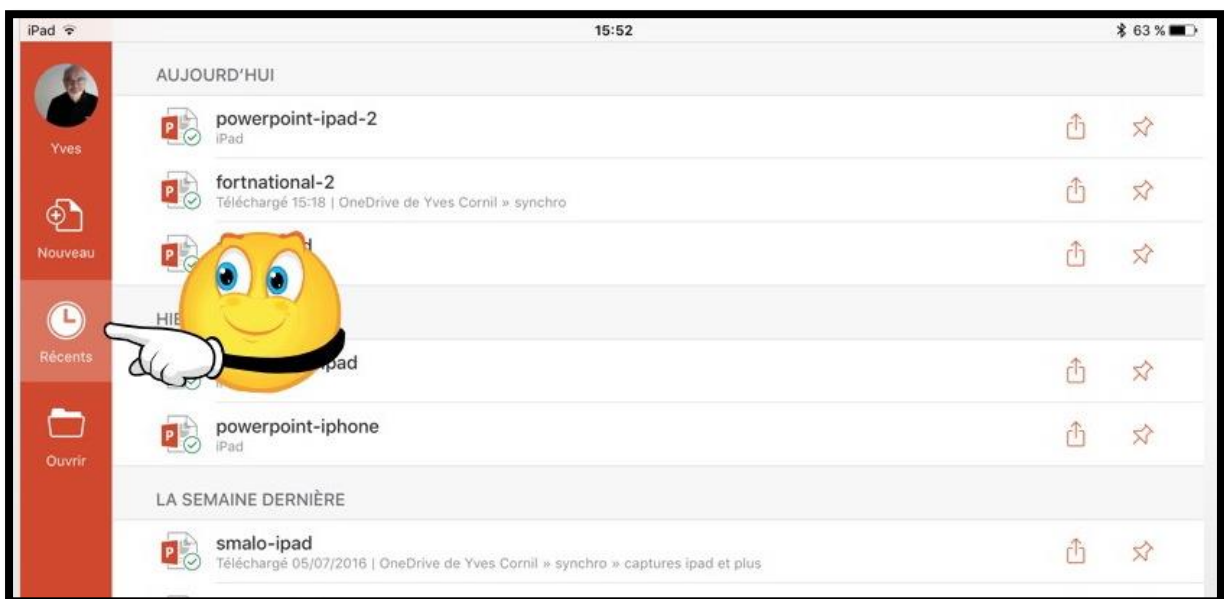 iPad
15:52
63 %
AUJOURD'HUI
powerpoint-ipad-2
iPad
Yves
fortnational-2
Téléchargé 15:18 | OneDrive de Yves Cornil » synchro
Nouveau
Récents
powerpoint-iphone
iPad
Ouvrir
LA SEMAINE DERNIÈRE
smalo-ipad
Téléchargé 05/07/2016 | OneDrive de Yves Cornil » synchro » captures ipad et plus